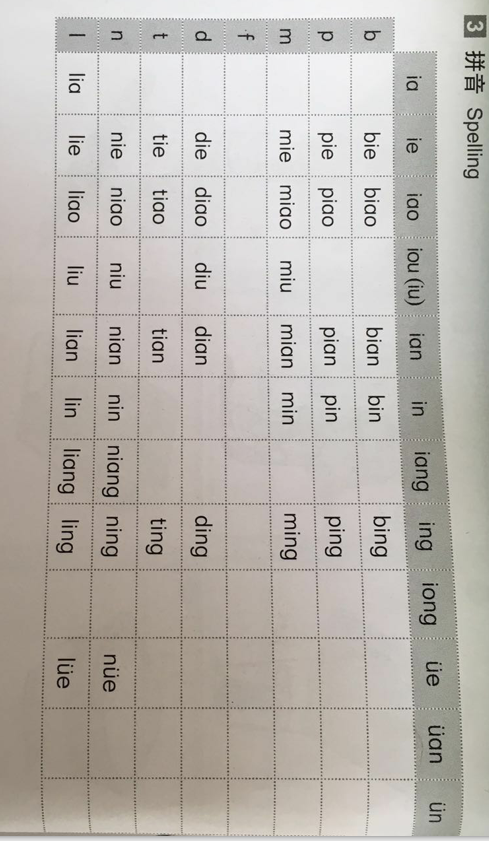 3 拼音 Spelling
ia ie iao iou (iu) ian in iang ing iong üe üan ün
b bie biao bian bin bing
p pie piao pian pin ping
m mie miao miu mian min ming
f
d die diao diu dian ding
t tie tiao tian ting
n nie niao niu nian nin niang ning nüe
l lia lie liao liu lian lin liang ling lüe